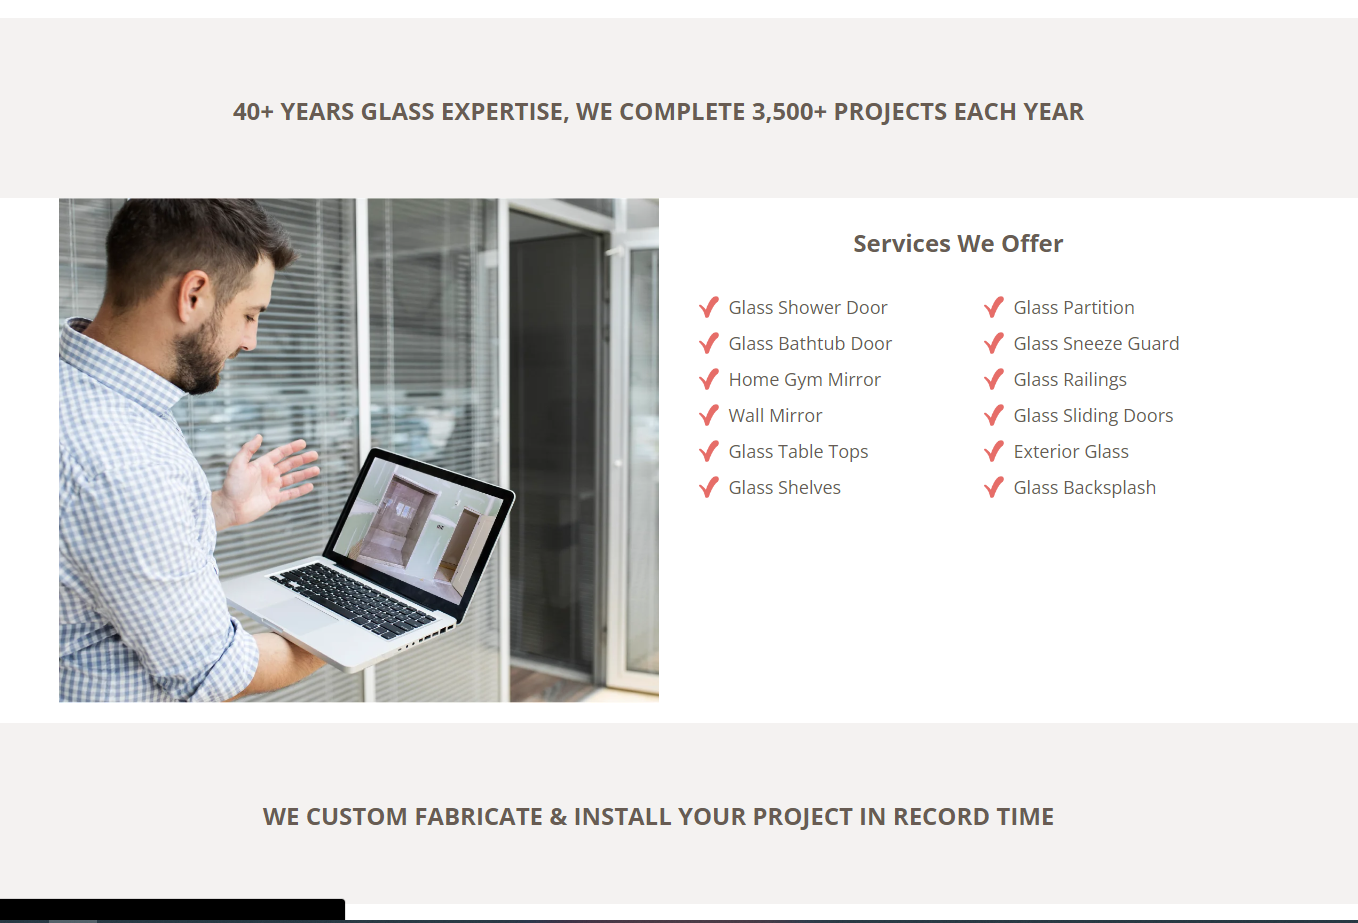 40+ YEARS GLASS EXPERTISE, WE COMPLETE 3,500+ PROJECTS EACH YEAR
Services We Offer
Glass Shower Door
Glass Bathtub Door
Home Gym Mirror
Wall Mirror
Glass Table Tops
Glass Shelves
Glass Partition
Glass Sneeze Guard
Glass Railings
Glass Sliding Doors
Exterior Glass
Glass Backsplash
WE CUSTOM FABRICATE & INSTALL YOUR PROJECT IN RECORD TIME